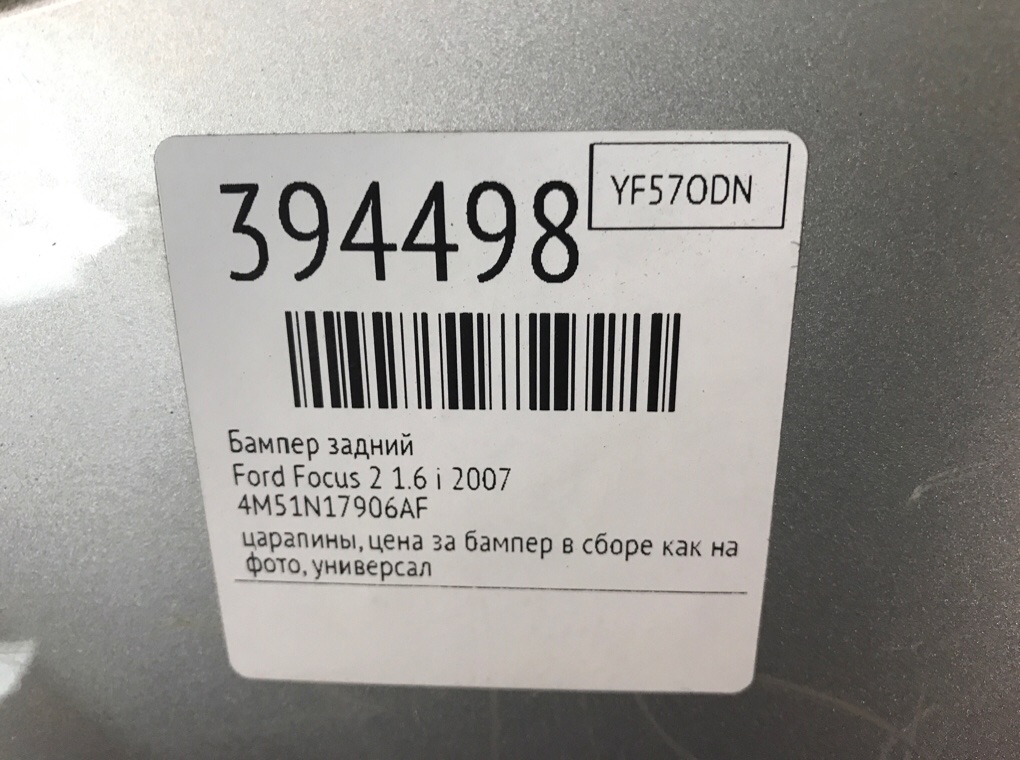 394498
YF57ODN
Бампер задний
Ford Focus 2 1.6 i 2007
4M51N17906AF
царапины, цена за бампер в сборе как на
фото, универсал